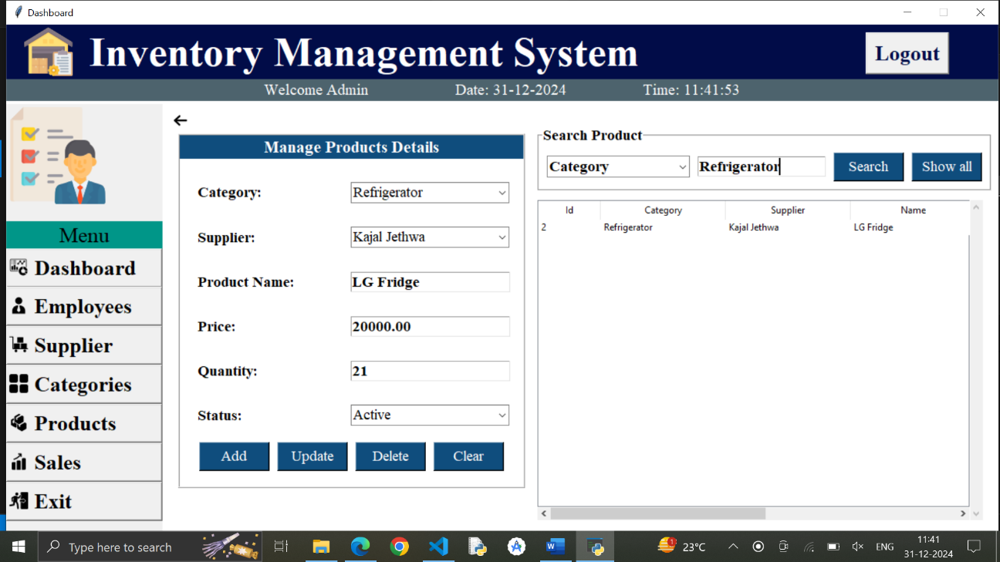 Dashboard
Inventory Management System
Logout
Welcome Admin Date: 31-12-2024 Time: 11:41:53
Menu
Dashboard
Employees
Supplier
Categories
Products
Sales
Exit
Manage Products Details
Category: Refrigerator
Supplier: Kajal Jethwa
Product Name: LG Fridge
Price: 20000.00
Quantity: 21
Status: Active
Add Update Delete Clear
Search Product
Category Refrigerator Search Show all
Id Category Supplier Name
2 Refrigerator Kajal Jethwa LG Fridge
Type here to search
1
23°C
ENG
11:41
31-12-2024